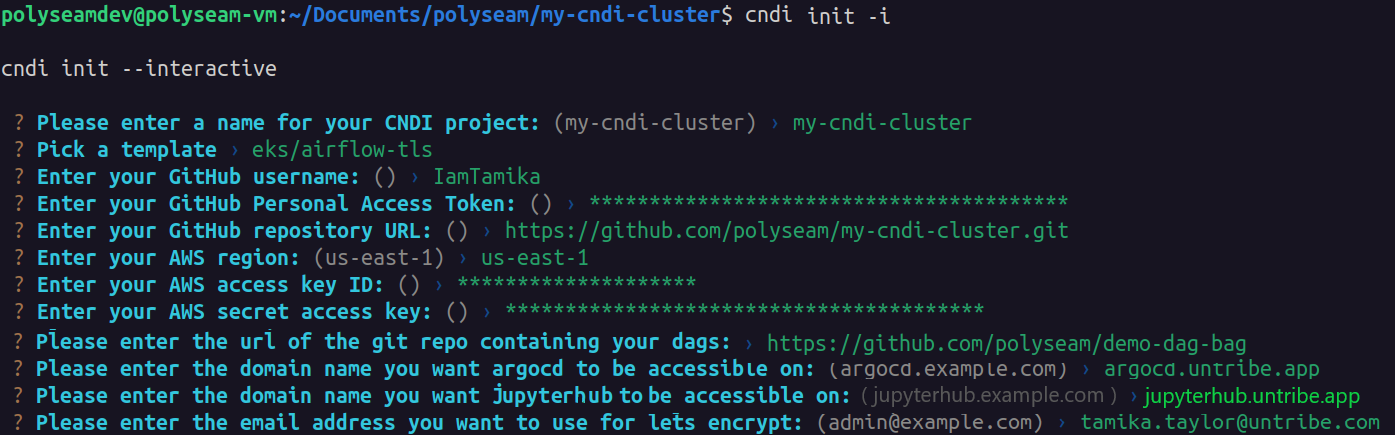 polyseamdev@polyseam-vm:~/Documents/polyseam/my-cndi-cluster$ cndi init -i
cndi init --interactive
? Please enter a name for your CNDI project: (my-cndi-cluster) › my-cndi-cluster
? Pick a template › eks/airflow-tls
? Enter your GitHub username: () › IamTamika
? Enter your GitHub Personal Access Token: () › ****************************************
? Enter your GitHub repository URL: () › https://github.com/polyseam/my-cndi-cluster.git
? Enter your AWS region: (us-east-1) › us-east-1
? Enter your AWS access key ID: () › ********************
? Enter your AWS secret access key: () › ****************************************
? Please enter the url of the git repo containing your dags: › https://github.com/polyseam/demo-dag-bag
? Please enter the domain name you want argocd to be accessible on: (argocd.example.com) › argocd.untribe.app
? Please enter the domain name you want jupyterhub to be accessible on: (jupyterhub.example.com) › jupyterhub.untribe.app
? Please enter the email address you want to use for lets encrypt: (admin@example.com) › tamika.taylor@untribe.com